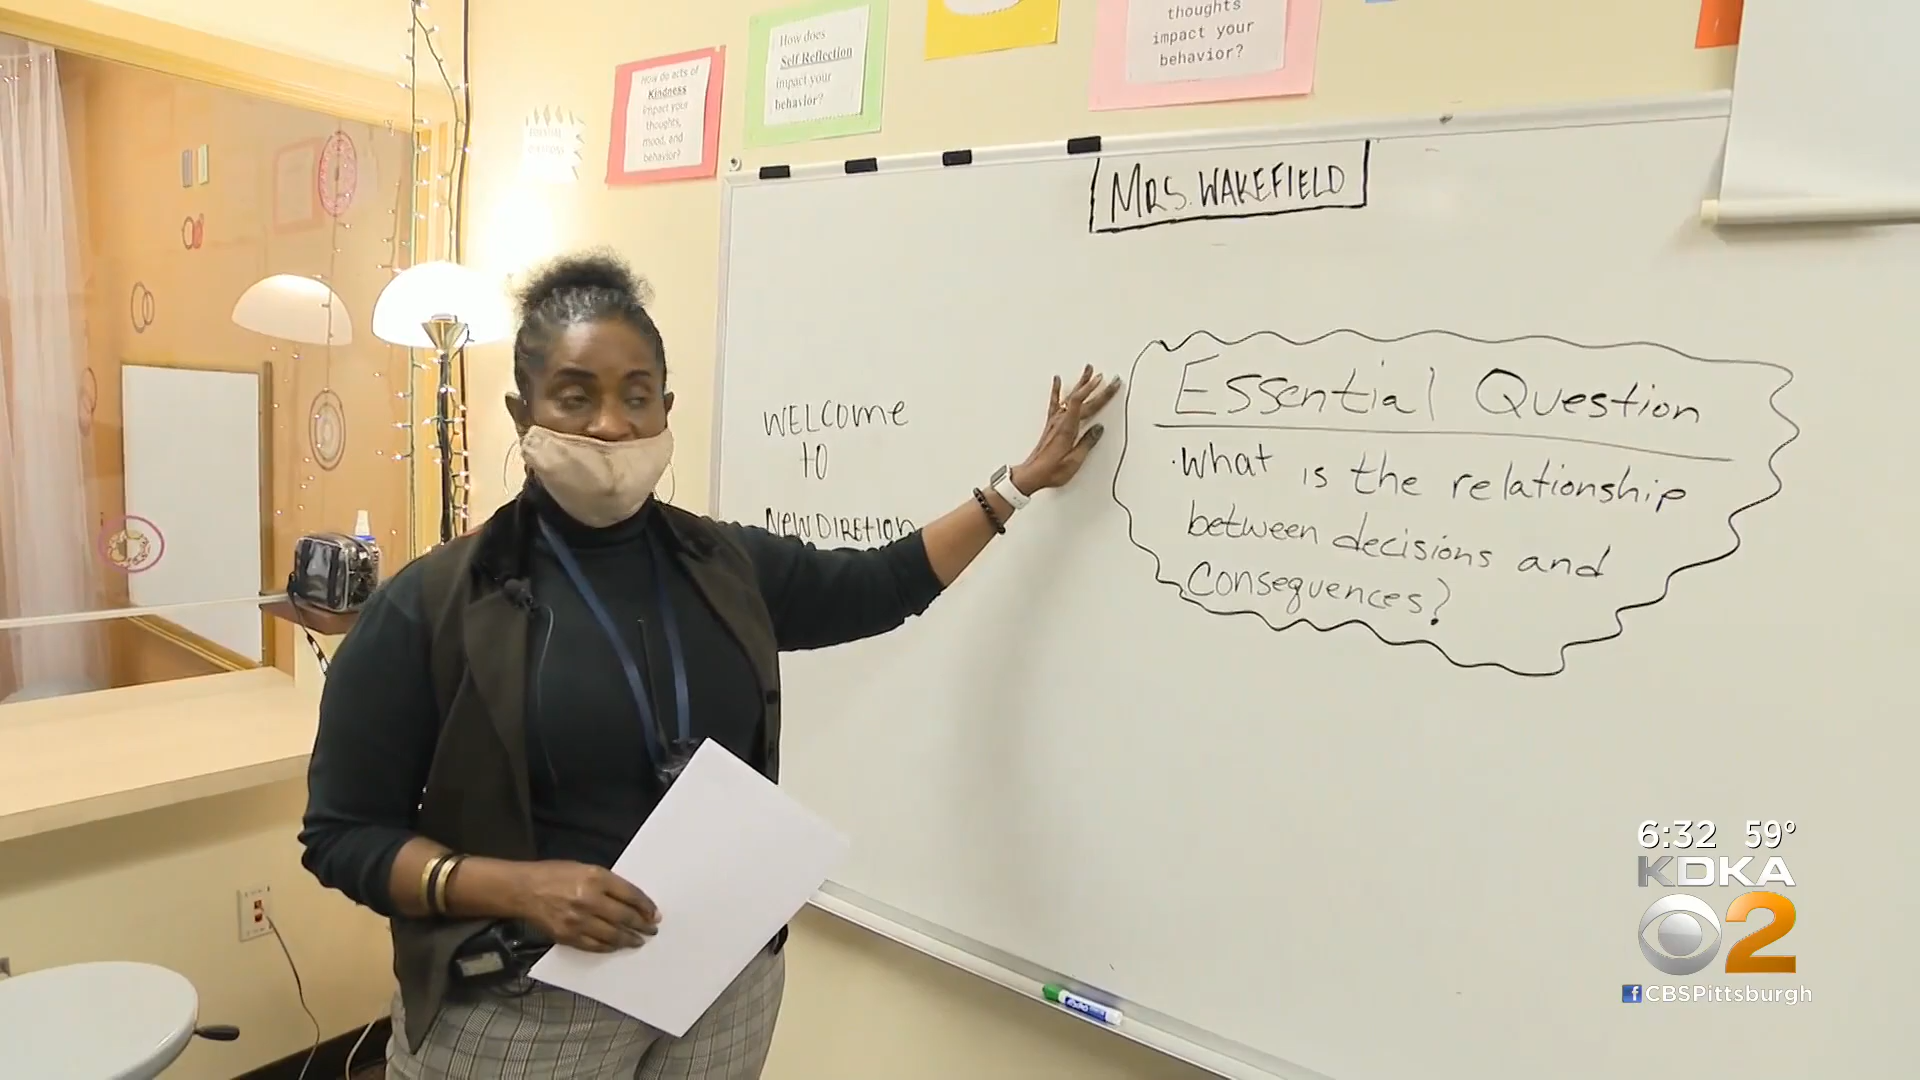 thoughts
impact your
behavior?
How does
Self Reflection
impact your
behavior?
How do acts of
Kindness
impact your
thoughts,
mood, and
behavior?
MRS. WAKEFIELD
WELCOME
to
NEW DIRETION
Essential Question
·What is the relationship
between decisions and
Consequences?
6:32 59°
KDKA
2
f CBSPittsburgh